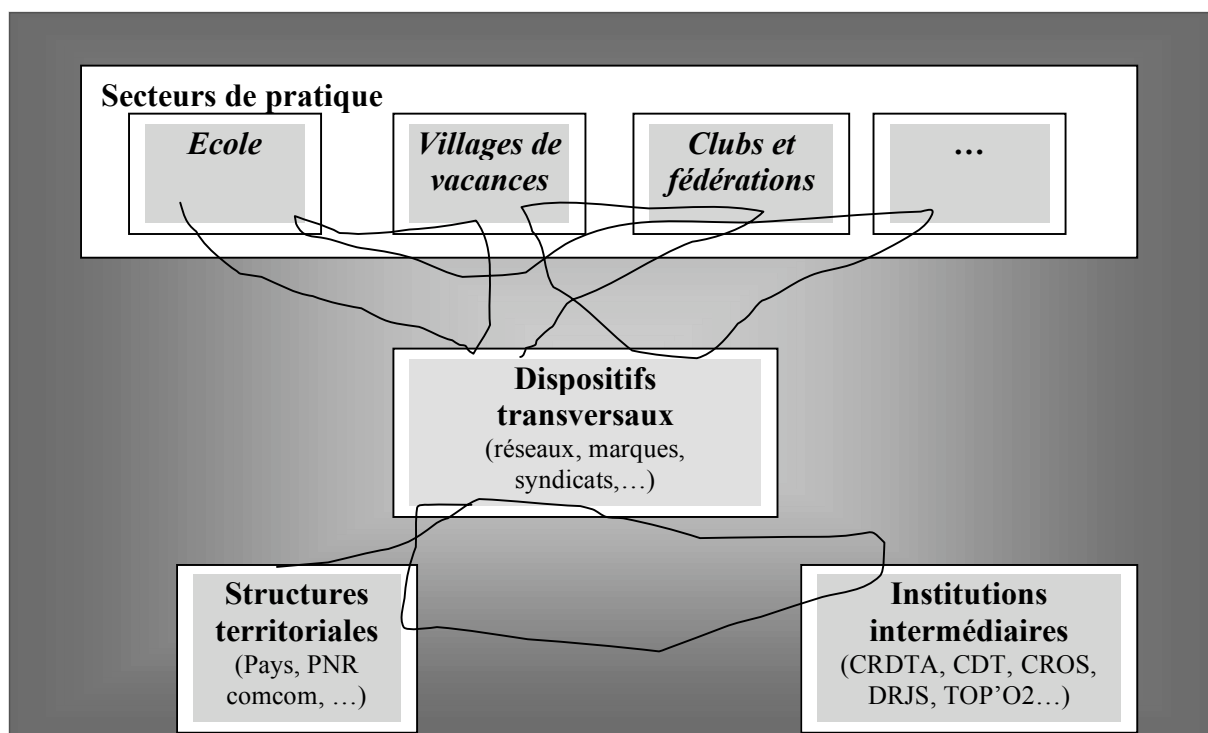 Secteurs de pratique
Ecole
Villages de
vacances
Clubs et
fédérations
…
Dispositifs
transversaux
(réseaux, marques,
syndicats,…)
Structures
territoriales
(Pays, PNR
comcom, …)
Institutions
intermédiaires
(CRDTA, CDT, CROS,
DRJS, TOP’O2…)